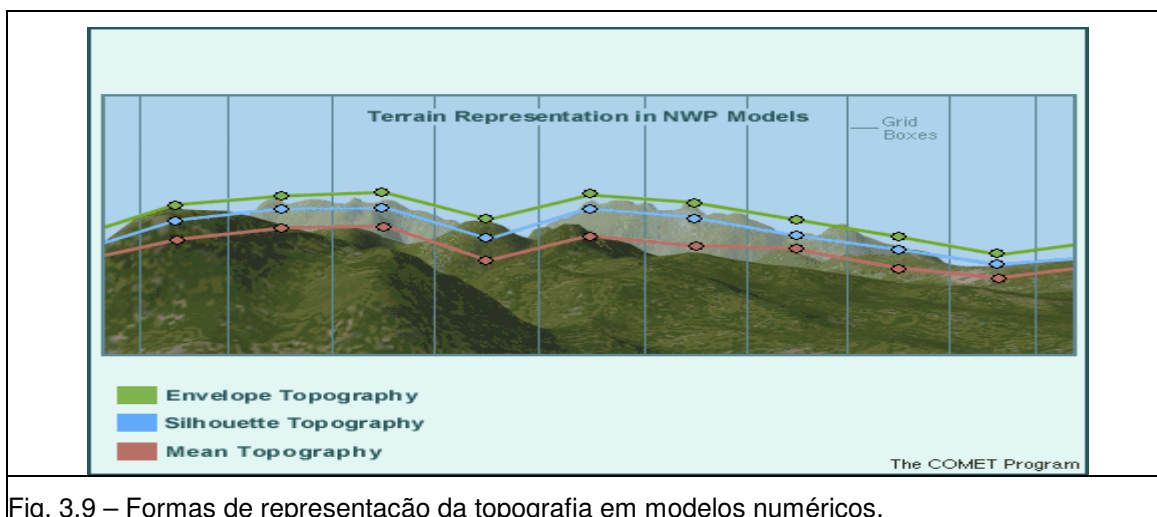 Terrain Representation in NWP Models
Grid
Boxes
Envelope Topography
Silhouette Topography
Mean Topography
The COMET Program
Fig. 3.9 – Formas de representação da topografia em modelos numéricos.